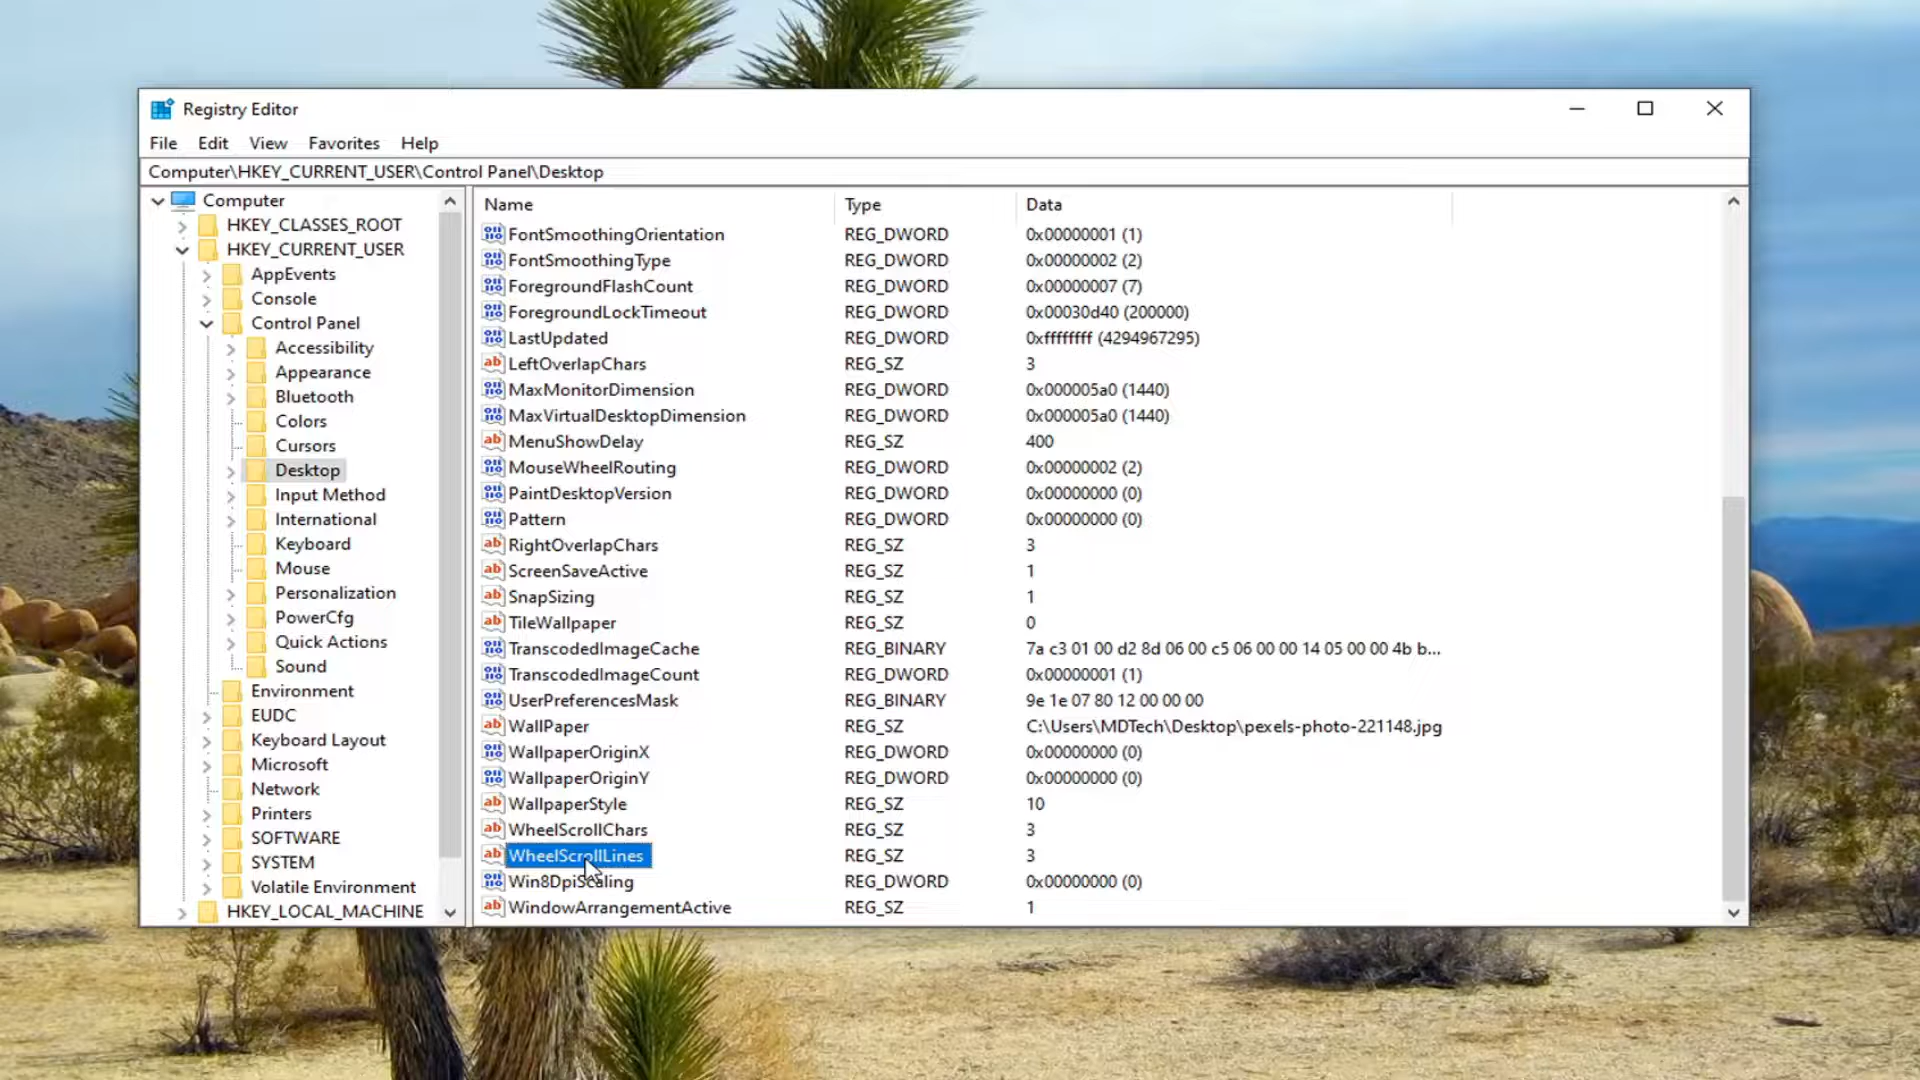 Registry Editor
File Edit View Favorites Help
Computer\HKEY_CURRENT_USER\Control Panel\Desktop
Computer
HKEY_CLASSES_ROOT
HKEY_CURRENT_USER
AppEvents
Console
Control Panel
Accessibility
Appearance
Bluetooth
Colors
Cursors
Desktop
Input Method
International
Keyboard
Mouse
Personalization
PowerCfg
Quick Actions
Sound
Environment
EUDC
Keyboard Layout
Microsoft
Network
Printers
SOFTWARE
SYSTEM
Volatile Environment
HKEY_LOCAL_MACHINE
Name Type Data
FontSmoothingOrientation REG_DWORD 0x00000001 (1)
FontSmoothingType REG_DWORD 0x00000002 (2)
ForegroundFlashCount REG_DWORD 0x00000007 (7)
ForegroundLockTimeout REG_DWORD 0x00030d40 (200000)
LastUpdated REG_DWORD 0xffffffff (4294967295)
LeftOverlapChars REG_SZ 3
MaxMonitorDimension REG_DWORD 0x000005a0 (1440)
MaxVirtualDesktopDimension REG_DWORD 0x000005a0 (1440)
MenuShowDelay REG_SZ 400
MouseWheelRouting REG_DWORD 0x00000002 (2)
PaintDesktopVersion REG_DWORD 0x00000000 (0)
Pattern REG_DWORD 0x00000000 (0)
RightOverlapChars REG_SZ 3
ScreenSaveActive REG_SZ 1
SnapSizing REG_SZ 1
TileWallpaper REG_SZ 0
TranscodedImageCache REG_BINARY 7a c3 01 00 d2 8d 06 00 c5 06 00 00 14 05 00 00 4b b...
TranscodedImageCount REG_DWORD 0x00000001 (1)
UserPreferencesMask REG_BINARY 9e 1e 07 80 12 00 00 00
WallPaper REG_SZ C:\Users\MDTech\Desktop\pexels-photo-221148.jpg
WallpaperOriginX REG_DWORD 0x00000000 (0)
WallpaperOriginY REG_DWORD 0x00000000 (0)
WallpaperStyle REG_SZ 10
WheelScrollChars REG_SZ 3
WheelScrollLines REG_SZ 3
Win8DpiScaling REG_DWORD 0x00000000 (0)
WindowArrangementActive REG_SZ 1